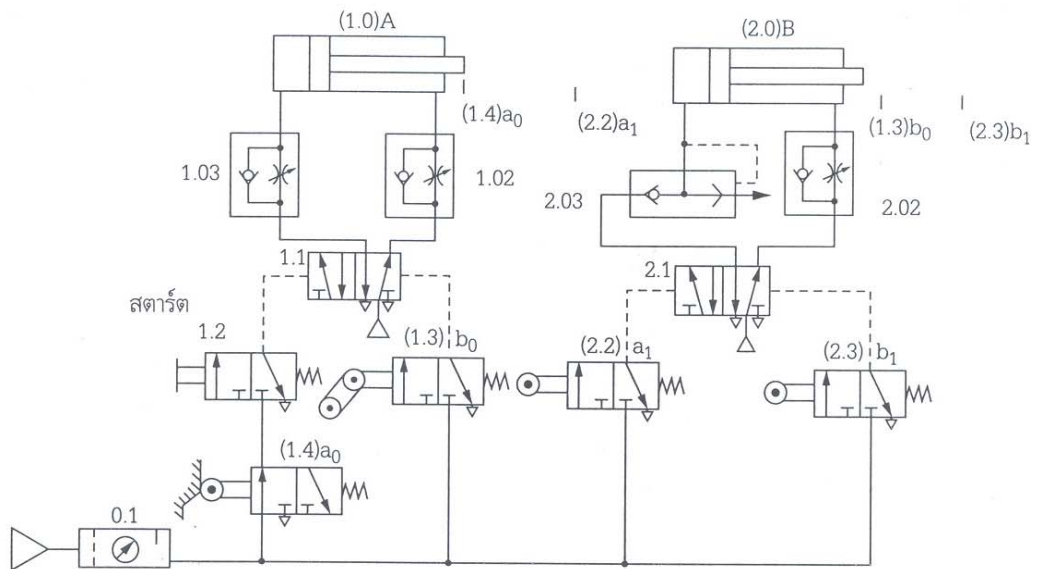 (1.0)A
(2.0)B
(1.4)a0
(2.2)a1
(1.3)b0
(2.3)b1
1.03
1.02
2.03
2.02
1.1
2.1
สตาร์ต
1.2
(1.3) b0
(2.2) a1
(2.3) b1
(1.4)a0
0.1